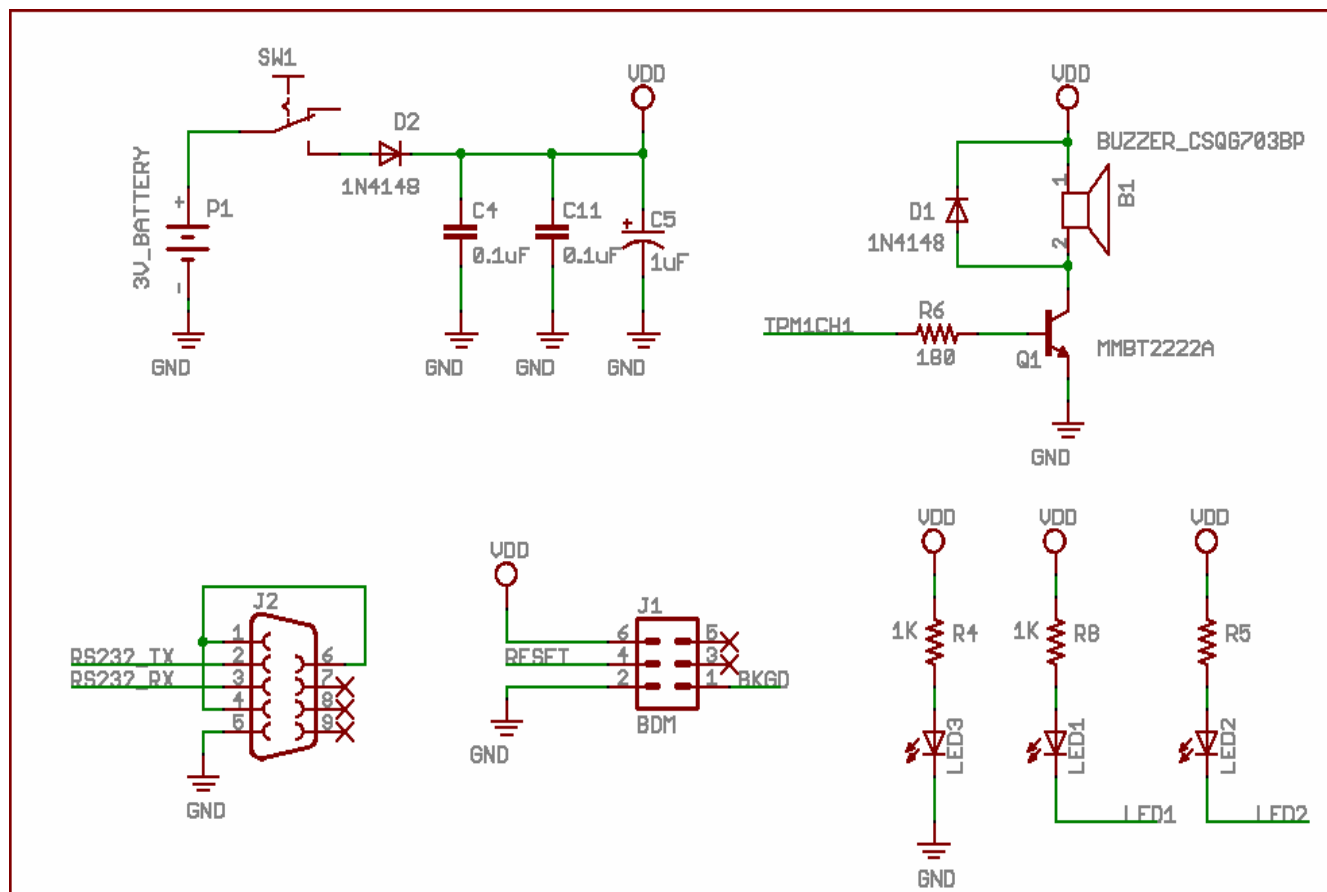 SW1
D2
1N4148
VDD
3V_BATTERY
+
P1
-
GND
C4
0.1uF
GND
C11
0.1uF
GND
+
C5
1uF
GND
VDD
BUZZER_CSQG703BP
1
B1
2
D1
1N4148
TPM1CH1
R6
180
Q1
MMBT2222A
GND
J2
1
RS232_TX
2
RS232_RX
3
4
5
6
7
8
9
GND
VDD
J1
6
5
RESET
4
3
2
1
BKGD
BDM
GND
VDD
1K
R4
LED3
GND
VDD
1K
R8
LED1
LED1
VDD
R5
LED2
LED2